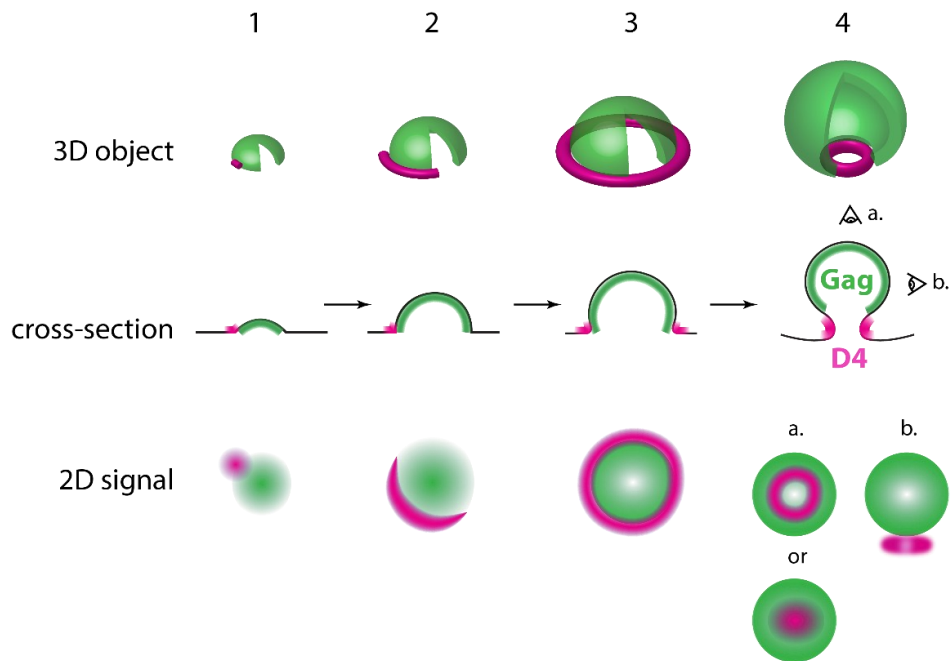 1 2 3 4
3D object
a.
Gag
b.
cross-section
D4
2D signal
a. b.
or